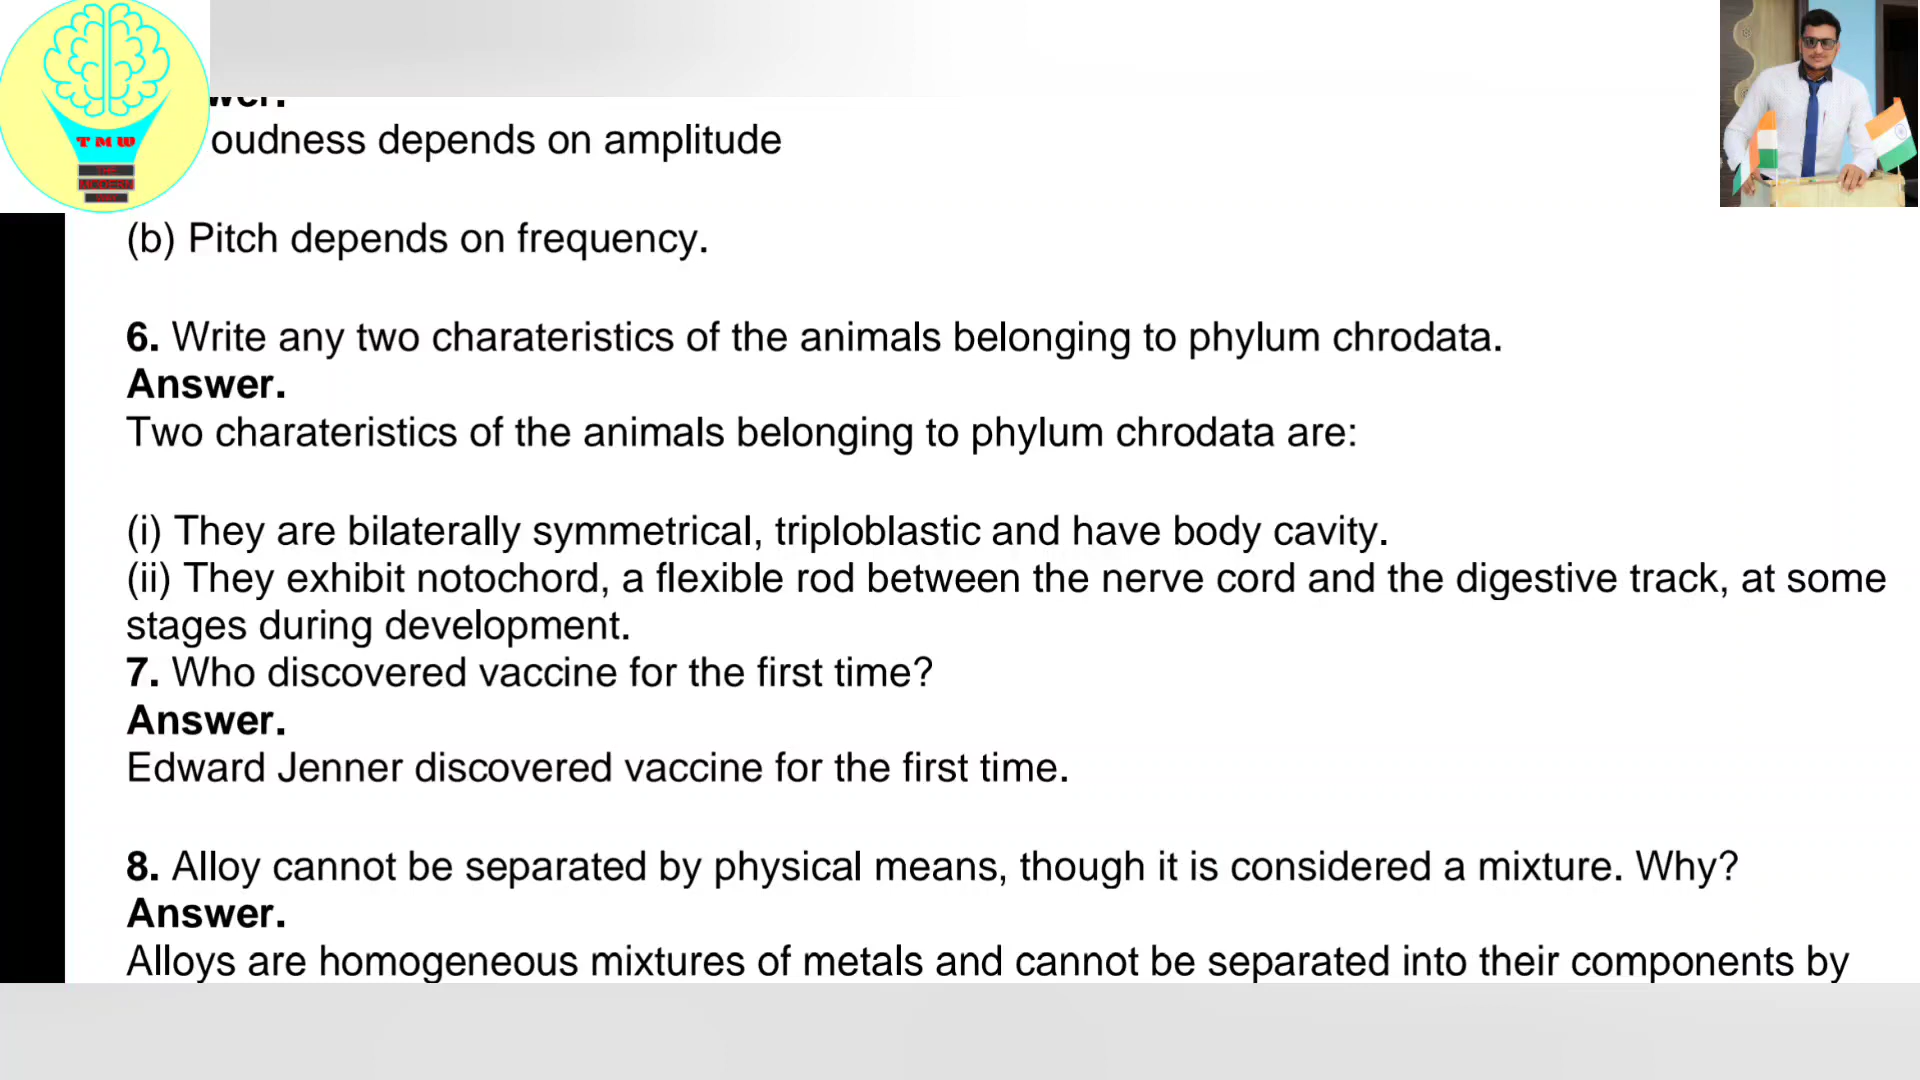 TMW
THE
MODERN
oudness depends on amplitude
(b) Pitch depends on frequency.
6. Write any two charateristics of the animals belonging to phylum chrodata.
Answer.
Two charateristics of the animals belonging to phylum chrodata are:
(i) They are bilaterally symmetrical, triploblastic and have body cavity.
(ii) They exhibit notochord, a flexible rod between the nerve cord and the digestive track, at some
stages during development.
7. Who discovered vaccine for the first time?
Answer.
Edward Jenner discovered vaccine for the first time.
8. Alloy cannot be separated by physical means, though it is considered a mixture. Why?
Answer.
Alloys are homogeneous mixtures of metals and cannot be separated into their components by